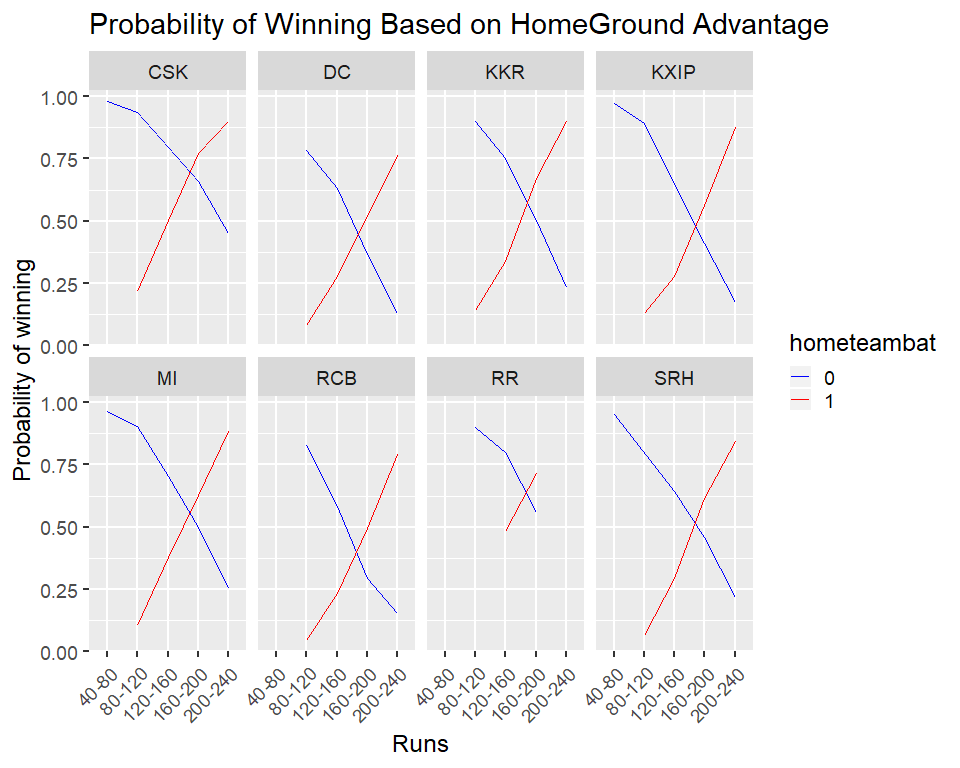 Probability of Winning Based on HomeGround Advantage
CSK DC KKR KXIP
1.00
0.75
0.50
0.25
0.00
MI RCB RR SRH
1.00
0.75
0.50
0.25
0.00
Probability of winning
40-80 80-120 120-160 160-200 200-240 40-80 80-120 120-160 160-200 200-240 40-80 80-120 120-160 160-200 200-240 40-80 80-120 120-160 160-200 200-240
Runs
hometeambat
0
1